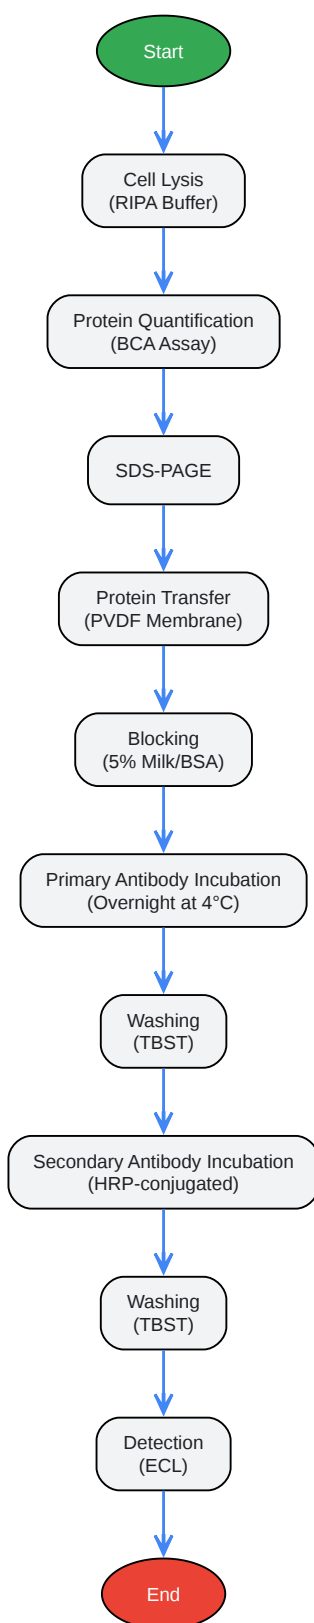 Start
Cell Lysis
(RIPA Buffer)
Protein Quantification
(BCA Assay)
SDS-PAGE
Protein Transfer
(PVDF Membrane)
Blocking
(5% Milk/BSA)
Primary Antibody Incubation
(Overnight at 4°C)
Washing
(TBST)
Secondary Antibody Incubation
(HRP-conjugated)
Washing
(TBST)
Detection
(ECL)
End